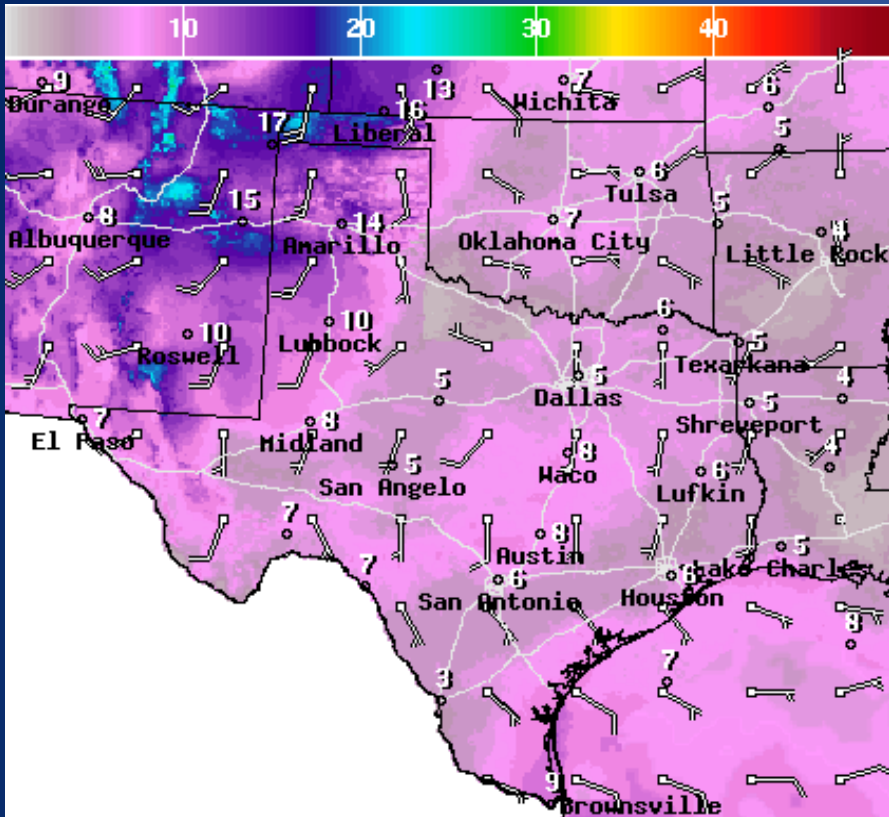 10 20 30 40
9 13 7 6
Durango Wichita
16
Liberal
17 5
6
Tulsa
8 15 14 7 5 4
Albuquerque Amarillo Oklahoma City Little Rock
10 10 6
Roswell Lubbock 5
Texarkana
5 5 4
Dallas
7 8 5
El Paso Midland Shreveport
8 4
5 Waco 6
San Angelo Lufkin
7 8 5
Austin Lake Charles
7 6 6
San Antonio Houston
8
3 7
9
Brownsville